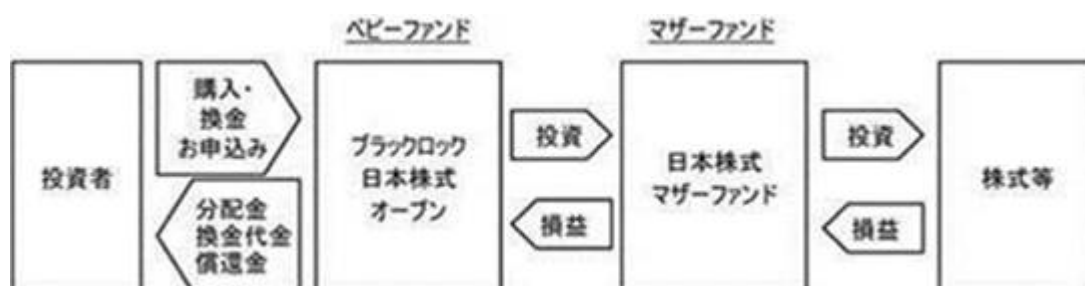 ベビーファンド
マザーファンド
投資者
購入・
換金
お申込み
分配金
換金代金
償還金
ブラックロック
日本株式
オープン
投資
損益
日本株式
マザーファンド
投資
損益
株式等